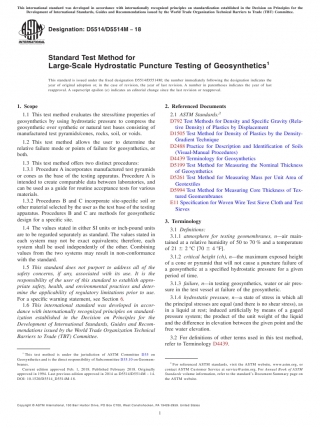 This international standard was developed in accordance with internationally recognized principles on standardization established in the Decision on Principles for the
Development of International Standards, Guides and Recommendations issued by the World Trade Organization Technical Barriers to Trade (TBT) Committee.
Designation: D5514/D5514M − 18
INTERNATIONAL
Standard Test Method for
Large-Scale Hydrostatic Puncture Testing of Geosynthetics¹
This standard is issued under the fixed designation D5514/D5514M; the number immediately following the designation indicates the
year of original adoption or, in the case of revision, the year of last revision. A number in parentheses indicates the year of last
reapproval. A superscript epsilon (ε) indicates an editorial change since the last revision or reapproval.
1. Scope
1.1 This test method evaluates the stress/time properties of
geosynthetics by using hydrostatic pressure to compress the
geosynthetic over synthetic or natural test bases consisting of
manufactured test pyramids/cones, rocks, soil, or voids.
1.2 This test method allows the user to determine the
relative failure mode or points of failure for geosynthetics, or
both.
1.3 This test method offers two distinct procedures:
1.3.1 Procedure A incorporates manufactured test pyramids
or cones as the base of the testing apparatus. Procedure A is
intended to create comparable data between laboratories, and
can be used as a guide for routine acceptance tests for various
materials.
1.3.2 Procedures B and C incorporate site-specific soil or
other material selected by the user as the test base of the testing
apparatus. Procedures B and C are methods for geosynthetic
design for a specific site.
1.4 The values stated in either SI units or inch-pound units
are to be regarded separately as standard. The values stated in
each system may not be exact equivalents; therefore, each
system shall be used independently of the other. Combining
values from the two systems may result in non-conformance
with the standard.
1.5 This standard does not purport to address all of the
safety concerns, if any, associated with its use. It is the
responsibility of the user of this standard to establish appro-
priate safety, health, and environmental practices and deter-
mine the applicability of regulatory limitations prior to use.
For a specific warning statement, see Section 6.
1.6 This international standard was developed in accor-
dance with internationally recognized principles on standard-
ization established in the Decision on Principles for the
Development of International Standards, Guides and Recom-
mendations issued by the World Trade Organization Technical
Barriers to Trade (TBT) Committee.
¹ This test method is under the jurisdiction of ASTM Committee D35 on
Geosynthetics and is the direct responsibility of Subcommittee D35.10 on Geomem-
branes.
Current edition approved Feb. 1, 2018. Published February 2018. Originally
approved in 1994. Last previous edition approved in 2014 as D5514/D5514M – 14.
DOI: 10.1520/D5514_D5514M-18.
2. Referenced Documents
2.1 ASTM Standards:²
D792 Test Methods for Density and Specific Gravity (Rela-
tive Density) of Plastics by Displacement
D1505 Test Method for Density of Plastics by the Density-
Gradient Technique
D2488 Practice for Description and Identification of Soils
(Visual-Manual Procedures)
D4439 Terminology for Geosynthetics
D5199 Test Method for Measuring the Nominal Thickness
of Geosynthetics
D5261 Test Method for Measuring Mass per Unit Area of
Geotextiles
D5994 Test Method for Measuring Core Thickness of Tex-
tured Geomembranes
E11 Specification for Woven Wire Test Sieve Cloth and Test
Sieves
3. Terminology
3.1 Definitions:
3.1.1 atmosphere for testing geomembranes, n—air main-
tained at a relative humidity of 50 to 70 % and a temperature
of 21 ± 2 °C (70 ± 4 °F).
3.1.2 critical height (ch), n—the maximum exposed height
of a cone or pyramid that will not cause a puncture failure of
a geosynthetic at a specified hydrostatic pressure for a given
period of time.
3.1.3 failure, n—in testing geosynthetics, water or air pres-
sure in the test vessel at failure of the geosynthetic.
3.1.4 hydrostatic pressure, n—a state of stress in which all
the principal stresses are equal (and there is no shear stress), as
in a liquid at rest; induced artificially by means of a gaged
pressure system; the product of the unit weight of the liquid
and the difference in elevation between the given point and the
free water elevation.
3.2 For definitions of other terms used in this test method,
refer to Terminology D4439.
² For referenced ASTM standards, visit the ASTM website, www.astm.org, or
contact ASTM Customer Service at service@astm.org. For Annual Book of ASTM
Standards volume information, refer to the standard's Document Summary page on
the ASTM website.
Copyright © ASTM International, 100 Barr Harbor Drive, PO Box C700, West Conshohocken, PA 19428-2959. United States
1